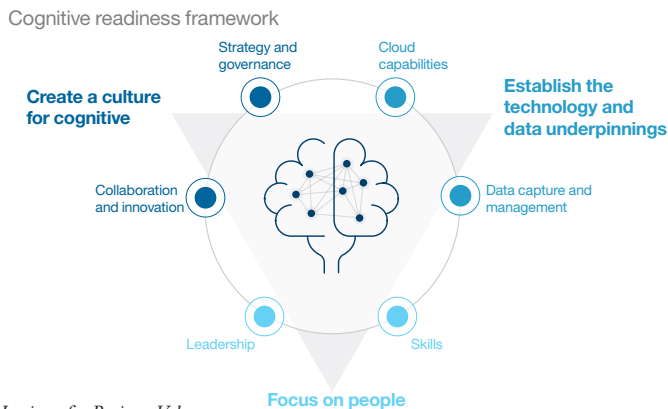 Cognitive readiness framework
Strategy and
governance
Cloud
capabilities
Create a culture
for cognitive
Establish the
technology and
data underpinnings
Collaboration
and innovation
Data capture and
management
Leadership
Skills
Focus on people